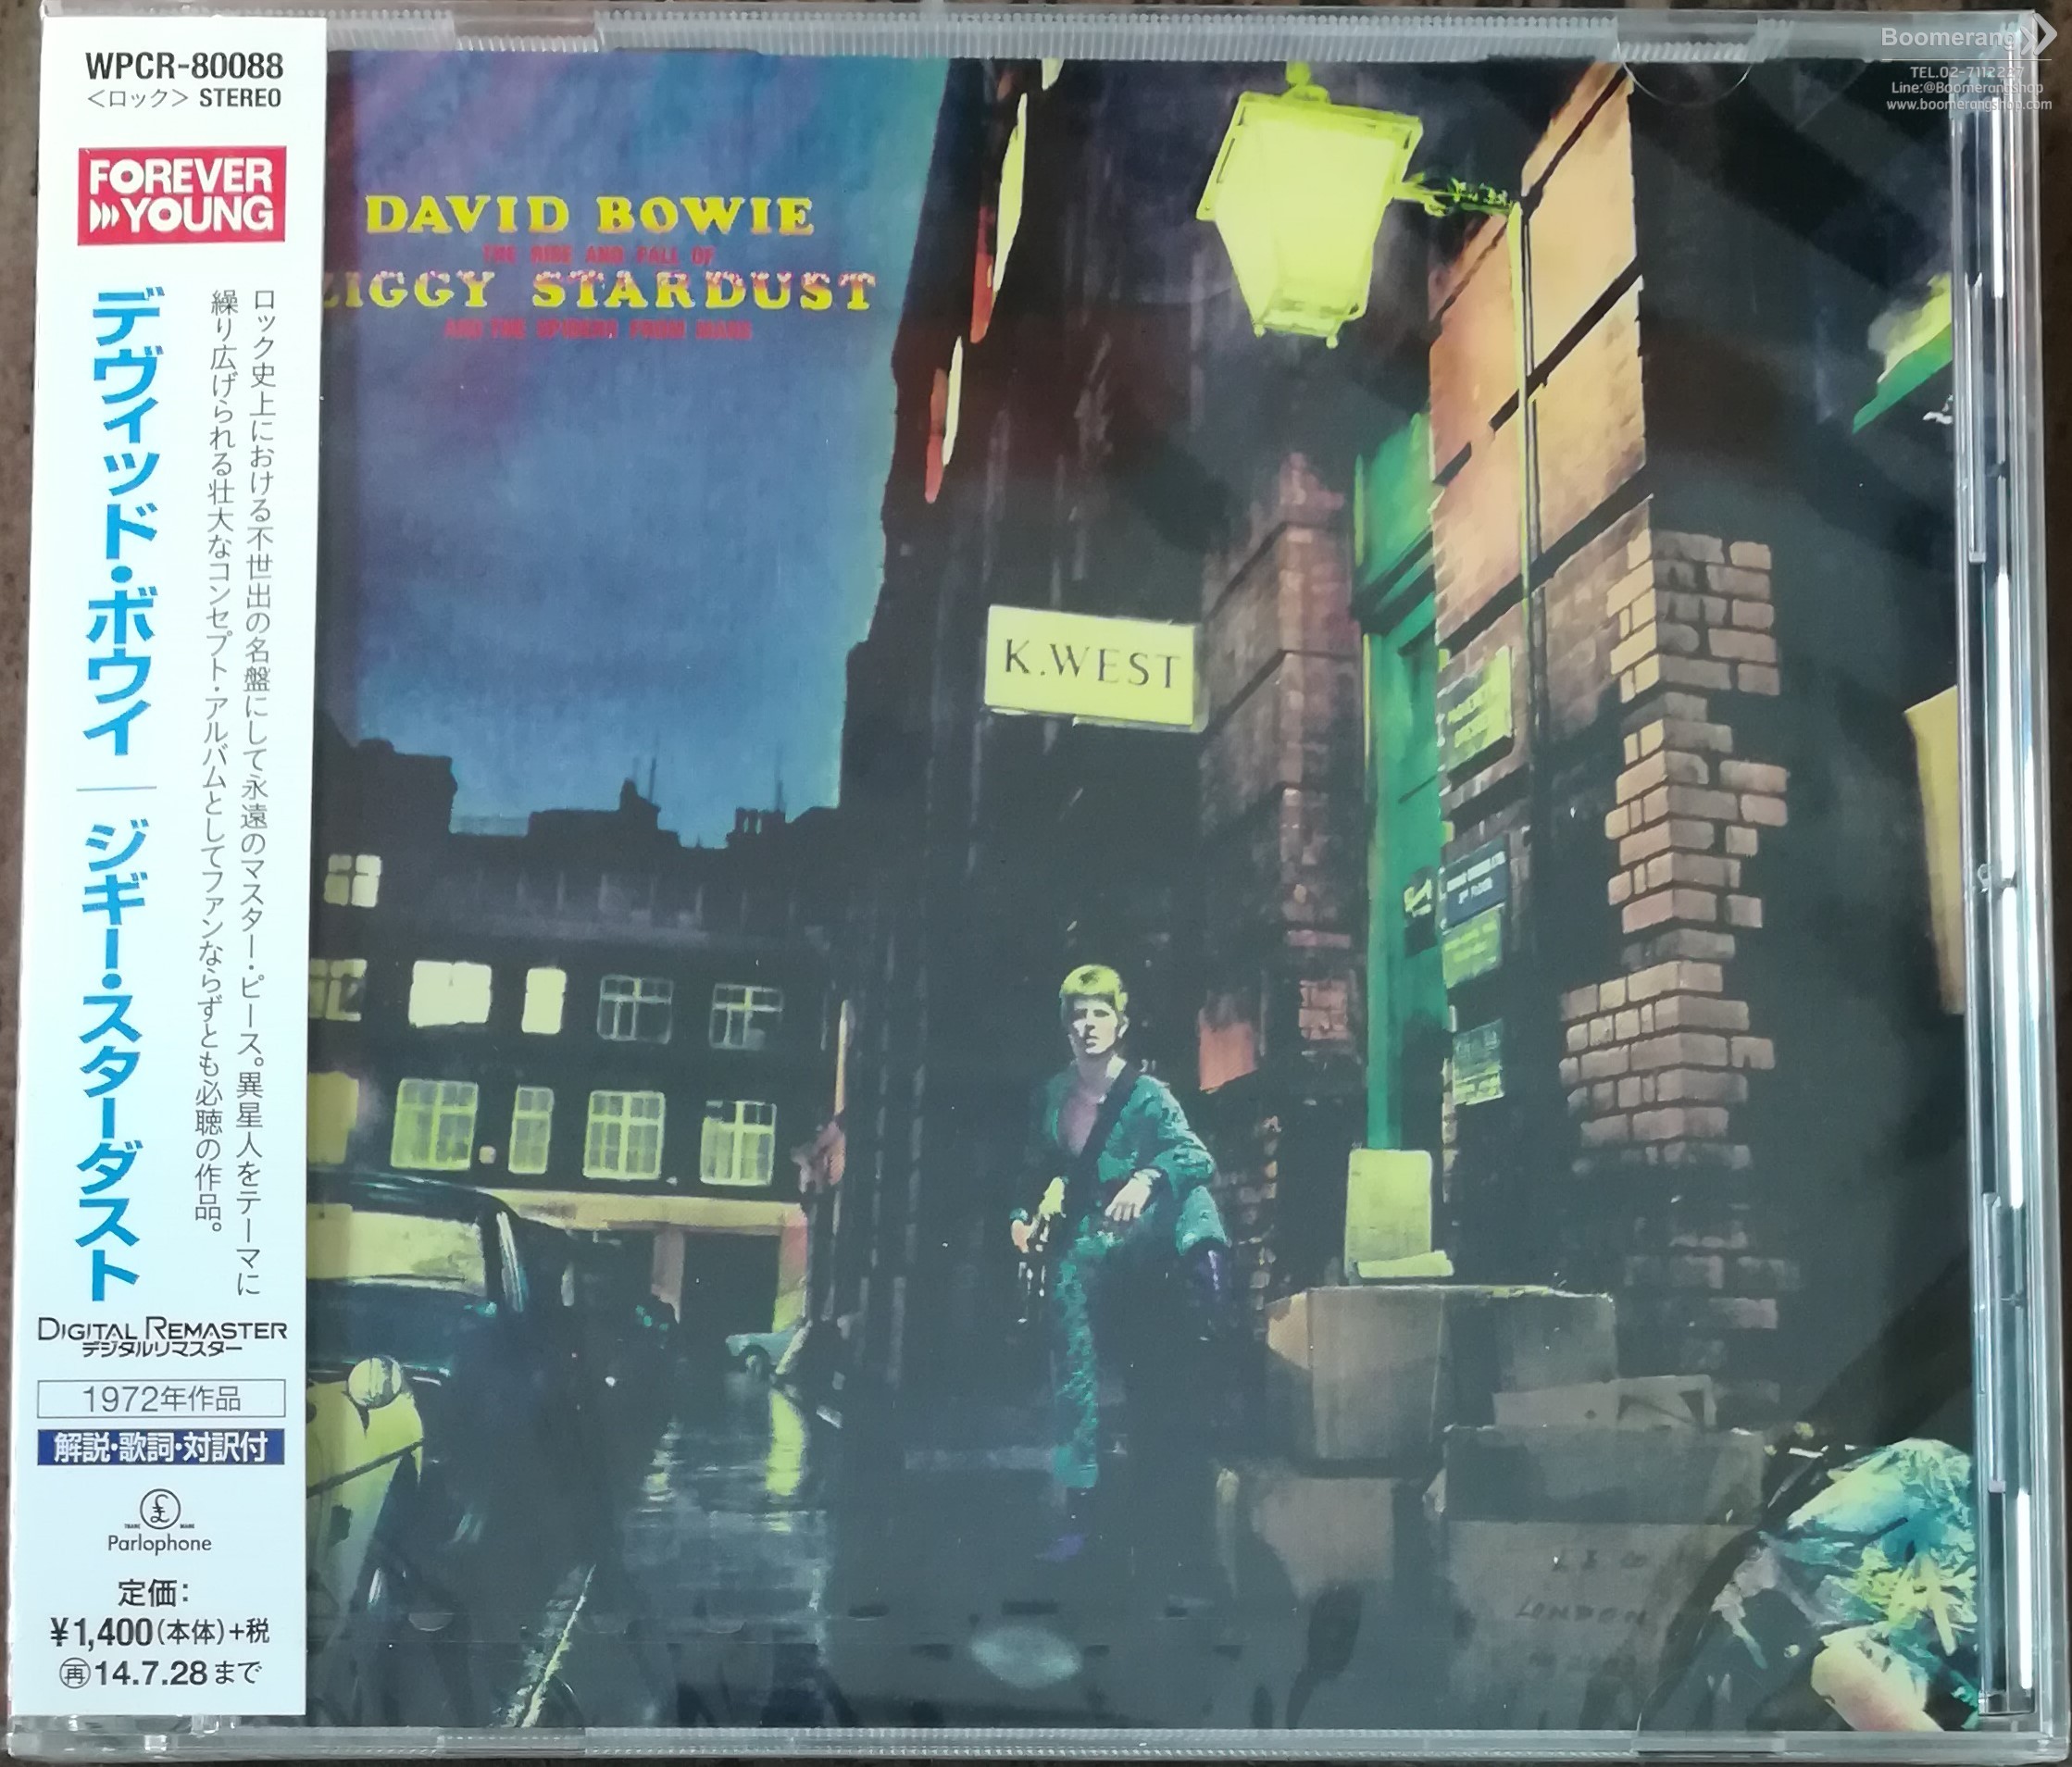 WPCR-80088
<ロック> STEREO
FOREVER
YOUNG
ロック史上における不世出の名盤にして永遠のマスター・ピース。異星人をテーマに
繰り広げられる壮大なコンセプト・アルバムとしてファンならずとも必聴の作品。
デヴィッド・ボウイ | ジギー・スターダスト
DIGITAL REMASTER
デジタルリマスター
1972年作品
解説・歌詞・対訳付
TRADE MARK
Parlophone
定価:
¥1,400(本体)+税
再14.7.28まで
DAVID BOWIE
THE RISE AND FALL OF
ZIGGY STARDUST
AND THE SPIDERS FROM MARS
K.WEST
LONDON
Boomerang
TEL.02-7112227
Line:@Boomerangshop
www.boomerangshop.com